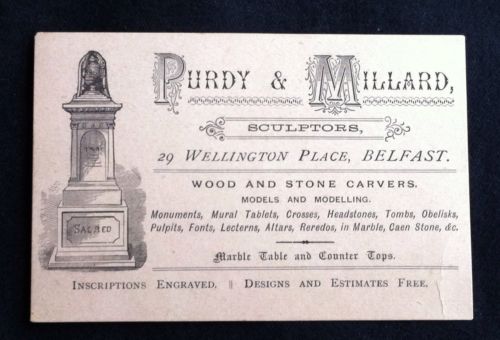 PURDY & MILLARD,
SCULPTORS,
29 WELLINGTON PLACE, BELFAST.
WOOD AND STONE CARVERS.
MODELS AND MODELLING.
Monuments, Mural Tablets, Crosses, Headstones, Tombs, Obelisks,
Pulpits, Fonts, Lecterns, Altars, Reredos, in Marble, Caen Stone, &c.
Marble Table and Counter Tops.
INSCRIPTIONS ENGRAVED. || DESIGNS AND ESTIMATES FREE.
SACRED